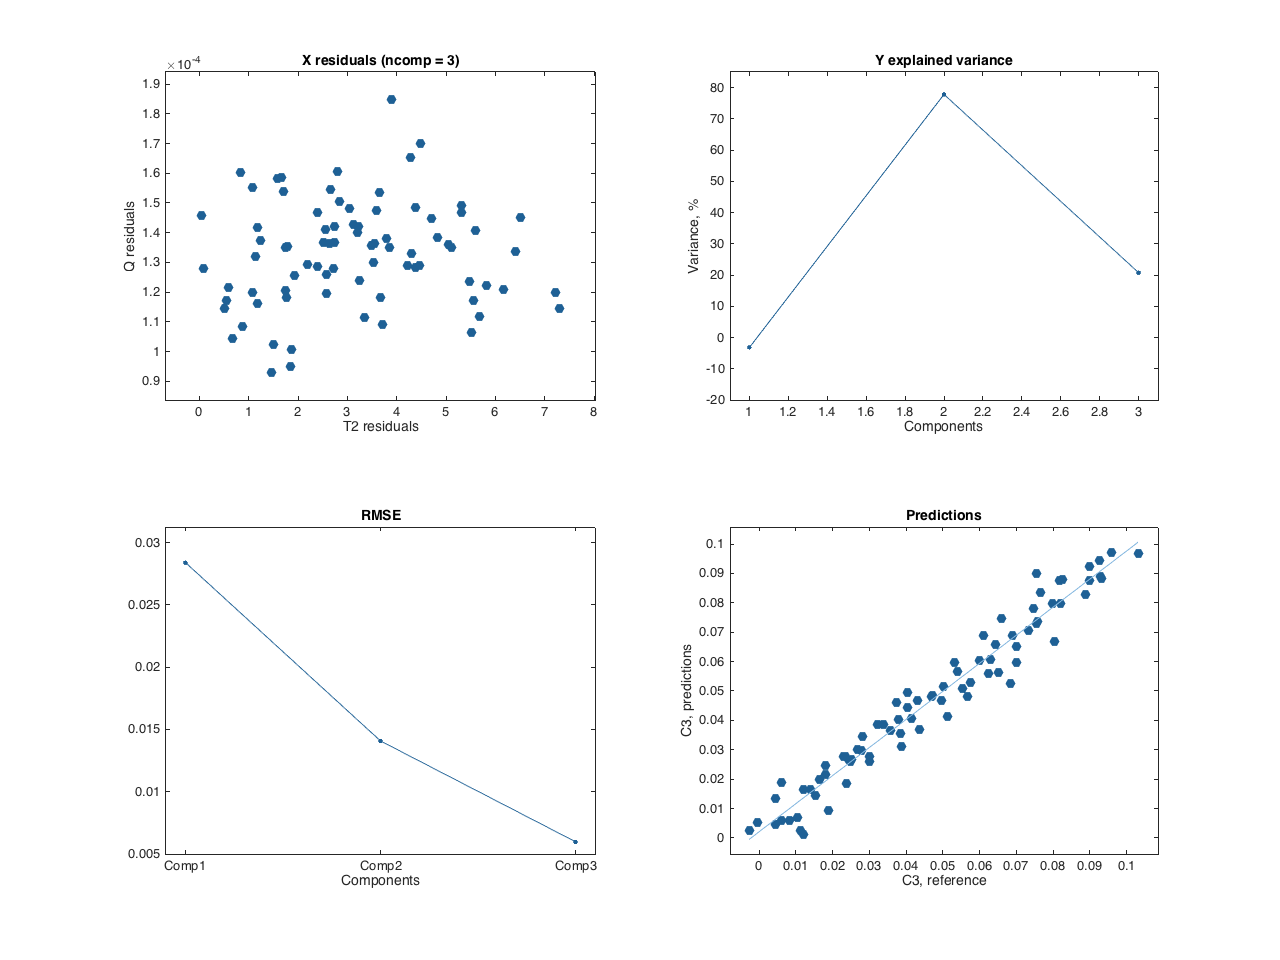 X residuals (ncomp = 3)
×10⁻⁴
1.9
1.8
1.7
1.6
1.5
1.4
1.3
1.2
1.1
1
0.9
Q residuals
0 1 2 3 4 5 6 7 8
T2 residuals
Y explained variance
80
70
60
50
40
30
20
10
0
-10
-20
Variance, %
1 1.2 1.4 1.6 1.8 2 2.2 2.4 2.6 2.8 3
Components
RMSE
0.03
0.025
0.02
0.015
0.01
0.005
Comp1 Comp2 Comp3
Components
Predictions
0.1
0.09
0.08
0.07
0.06
0.05
0.04
0.03
0.02
0.01
0
C3, predictions
0 0.01 0.02 0.03 0.04 0.05 0.06 0.07 0.08 0.09 0.1
C3, reference